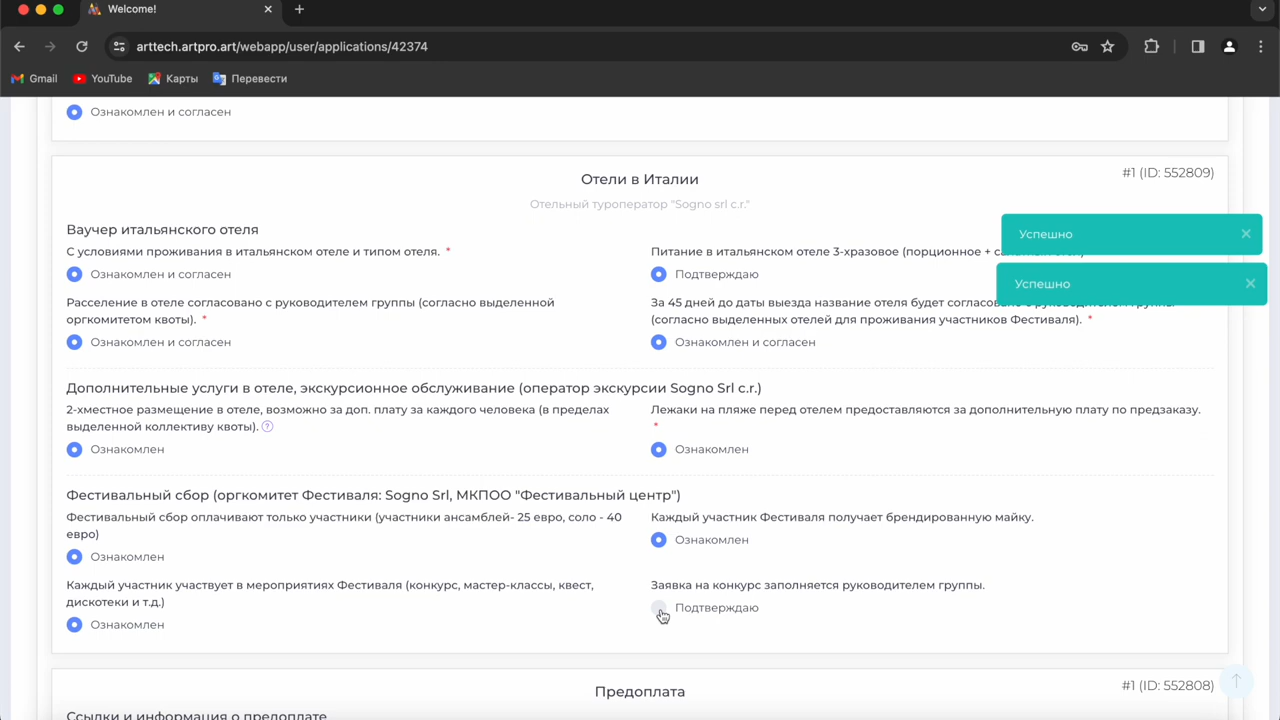 Welcome!
arttech.artpro.art/webapp/user/applications/42374
Gmail YouTube Карты Перевести
Ознакомлен и согласен
Отели в Италии
#1 (ID: 552809)
Отельный туроператор "Sogno srl c.r."
Успешно
Успешно
Ваучер итальянского отеля
С условиями проживания в итальянском отеле и типом отеля. *
Ознакомлен и согласен
Питание в итальянском отеле 3-хразовое (порционное +
Подтверждаю
Расселение в отеле согласовано с руководителем группы (согласно выделенной
оргкомитетом квоты). *
Ознакомлен и согласен
За 45 дней до даты выезда название отеля будет
(согласно выделенных отелей для проживания участников Фестиваля). *
Ознакомлен и согласен
Дополнительные услуги в отеле, экскурсионное обслуживание (оператор экскурсии Sogno Srl c.r.)
2-хместное размещение в отеле, возможно за доп. плату за каждого человека (в пределах
выделенной коллективу квоты). ?
Ознакомлен
Лежаки на пляже перед отелем предоставляются за дополнительную плату по предзаказу.
*
Ознакомлен
Фестивальный сбор (оргкомитет Фестиваля: Sogno Srl, МКПОО "Фестивальный центр")
Фестивальный сбор оплачивают только участники (участники ансамблей- 25 евро, соло - 40
евро)
Ознакомлен
Каждый участник Фестиваля получает брендированную майку.
Ознакомлен
Каждый участник участвует в мероприятиях Фестиваля (конкурс, мастер-классы, квест,
дискотеки и т.д.)
Ознакомлен
Заявка на конкурс заполняется руководителем группы.
Подтверждаю
Предоплата
#1 (ID: 552808)
Ссылки и информация о предоплате